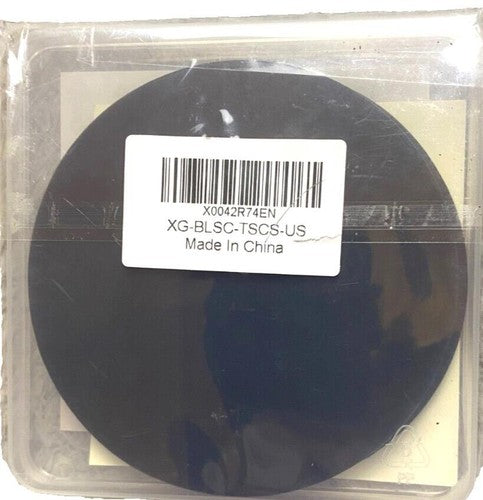 X0042R74EN
XG-BLSC-TSCS-US
Made In China